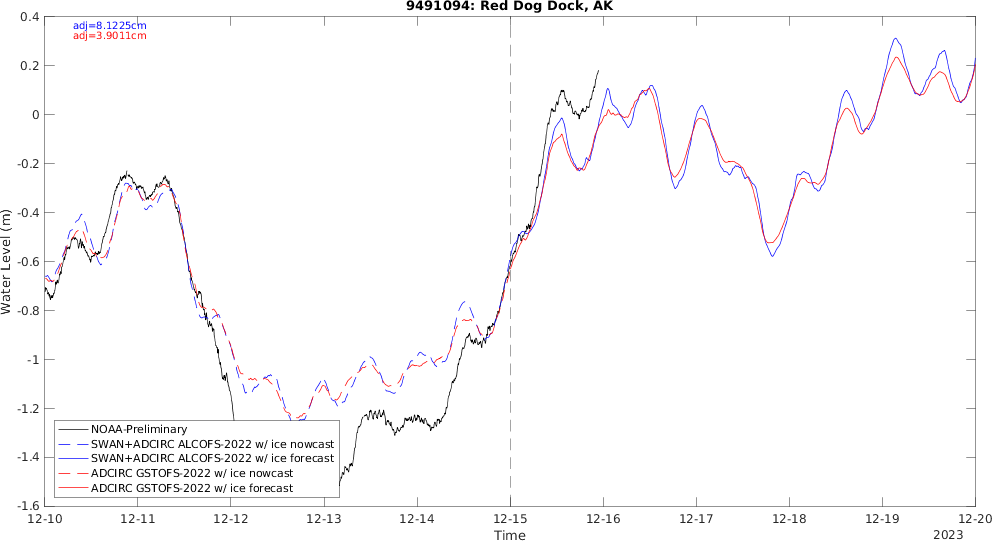 9491094: Red Dog Dock, AK
adj=8.1225cm
adj=3.9011cm
Water Level (m)
0.4
0.2
0
-0.2
-0.4
-0.6
-0.8
-1
-1.2
-1.4
-1.6
NOAA-Preliminary
SWAN+ADCIRC ALCOFS-2022 w/ ice nowcast
SWAN+ADCIRC ALCOFS-2022 w/ ice forecast
ADCIRC GSTOFS-2022 w/ ice nowcast
ADCIRC GSTOFS-2022 w/ ice forecast
12-10 12-11 12-12 12-13 12-14 12-15 12-16 12-17 12-18 12-19 12-20
Time
2023